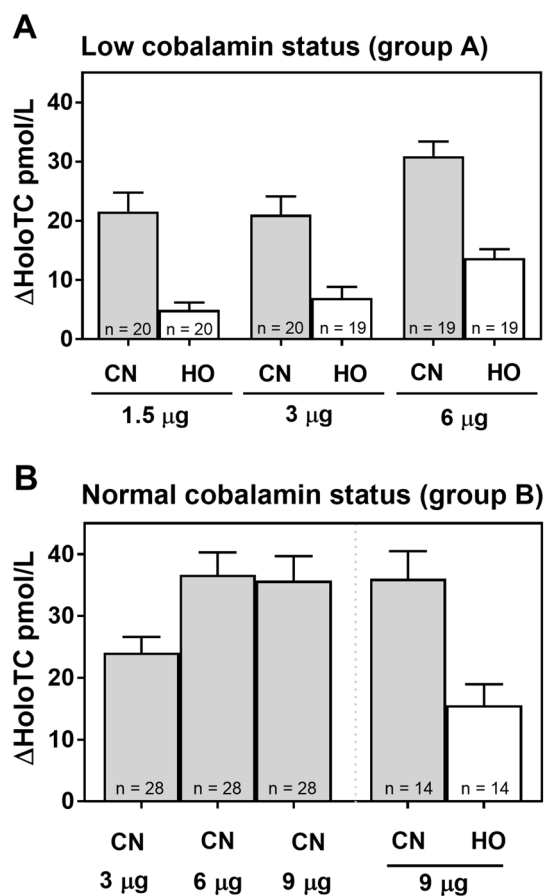 A
Low cobalamin status (group A)
ΔHoloTC pmol/L
40
30
20
10
0
n = 20 n = 20 n = 20 n = 19 n = 19 n = 19
CN HO CN HO CN HO
1.5 µg 3 µg 6 µg
B
Normal cobalamin status (group B)
ΔHoloTC pmol/L
40
30
20
10
0
n = 28 n = 28 n = 28 n = 14 n = 14
CN CN CN CN HO
3 µg 6 µg 9 µg 9 µg